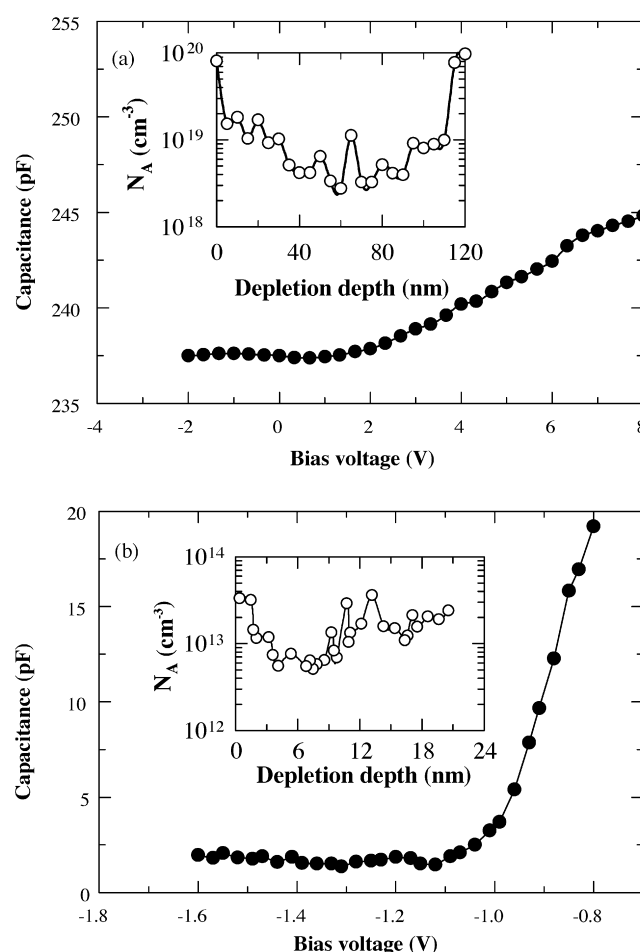 255
(a)
10^20
250
10^19
N_A (cm^-3)
245
10^18
0 40 80 120
Depletion depth (nm)
240
235
-4 -2 0 2 4 6 8
Bias voltage (V)
Capacitance (pF)
20
(b)
10^14
15
10^13
N_A (cm^-3)
10
10^12
0 6 12 18 24
Depletion depth (nm)
5
0
-1.8 -1.6 -1.4 -1.2 -1.0 -0.8
Bias voltage (V)
Capacitance (pF)